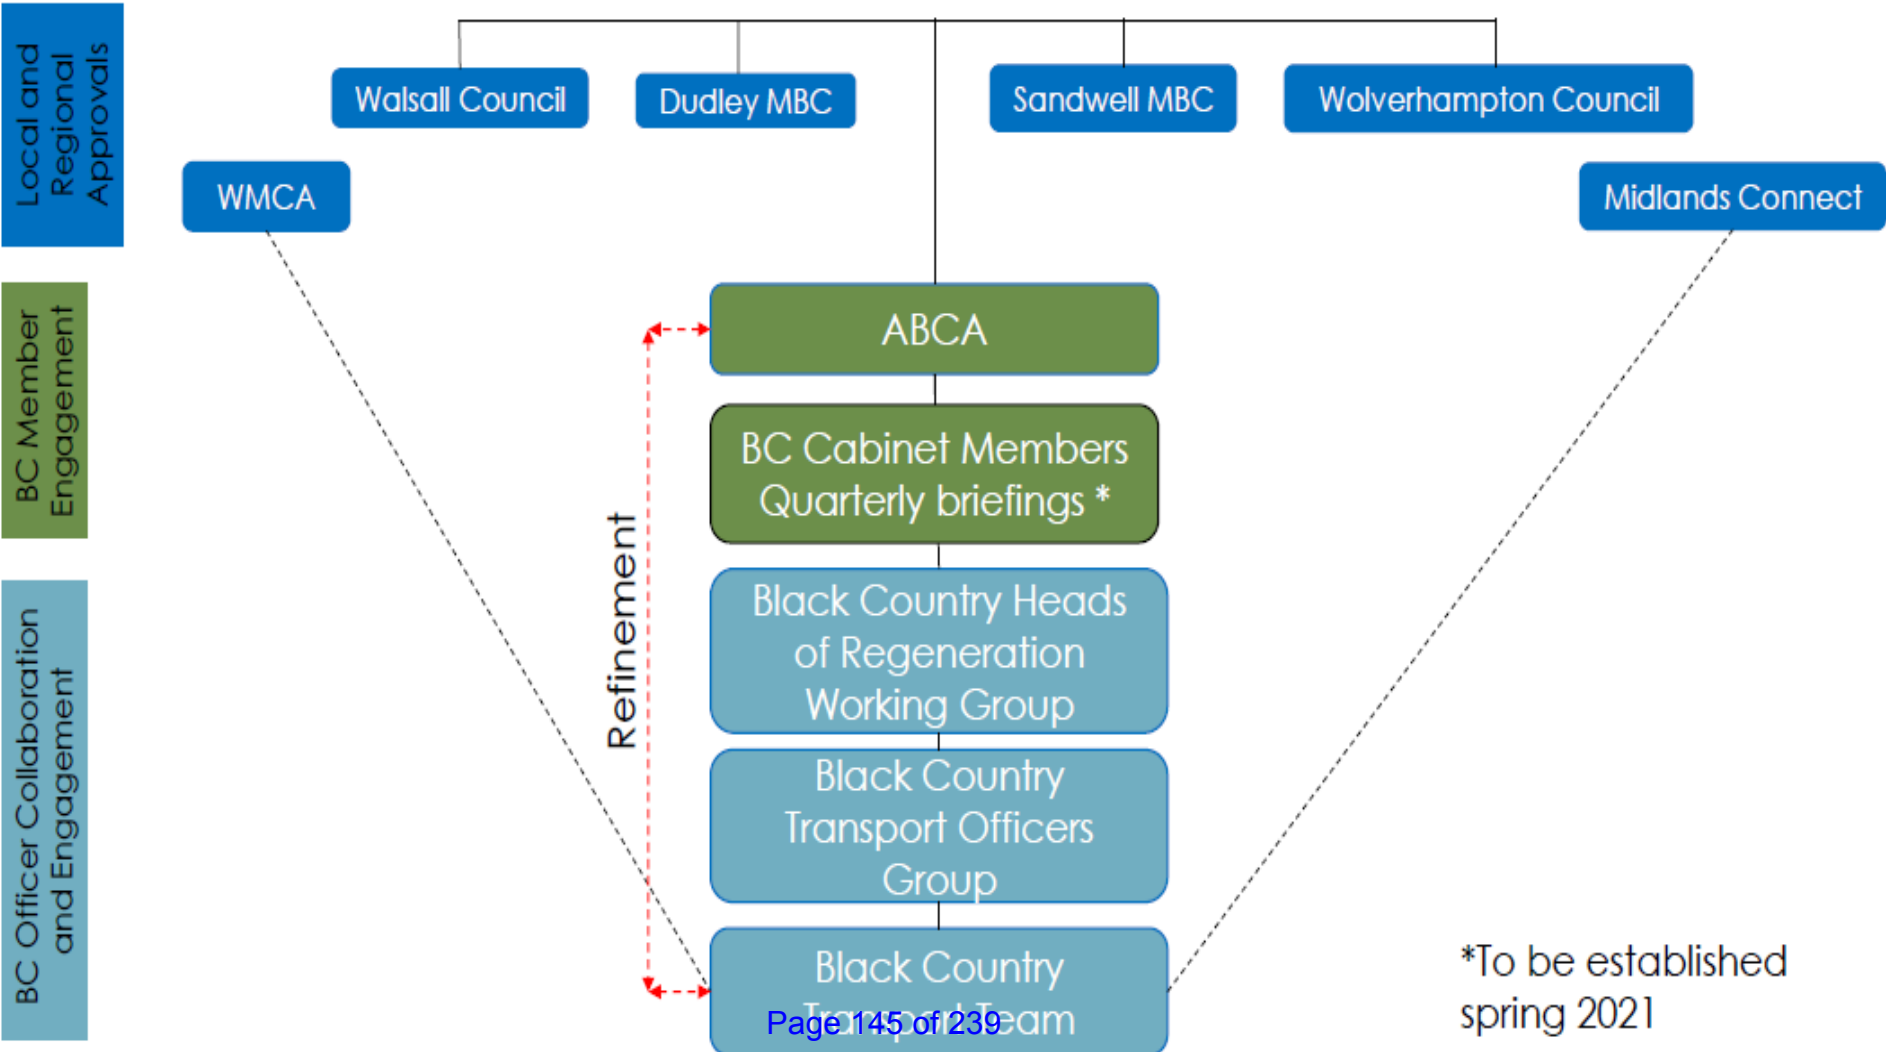 Local and
Regional
Approvals
Walsall Council
Dudley MBC
Sandwell MBC
Wolverhampton Council
WMCA
Midlands Connect
BC Member
Engagement
ABCA
BC Cabinet Members
Quarterly briefings *
Refinement
BC Officer Collaboration
and Engagement
Black Country Heads
of Regeneration
Working Group
Black Country
Transport Officers
Group
Black Country
Transport Team
Page 145 of 239
*To be established
spring 2021